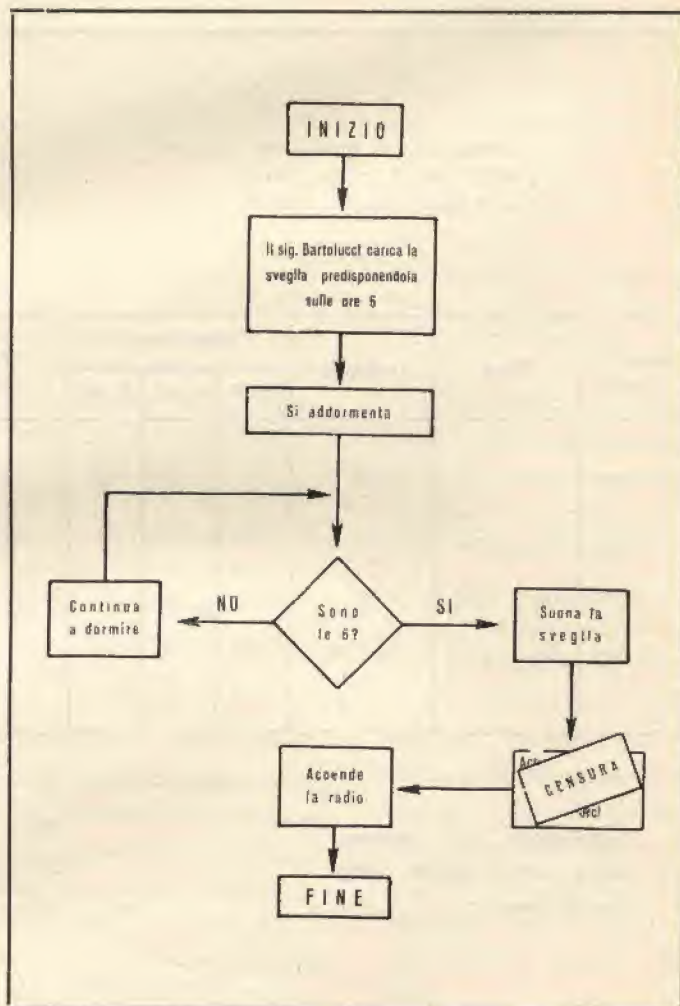 INIZIO
Il sig. Bartolucci carica la
sveglia predisponendola
sulle ore 6
Si addormenta
Sono
le 6?
NO
Continua
a dormire
SI
Suona la
sveglia
CENSURA
Accende
la radio
FINE